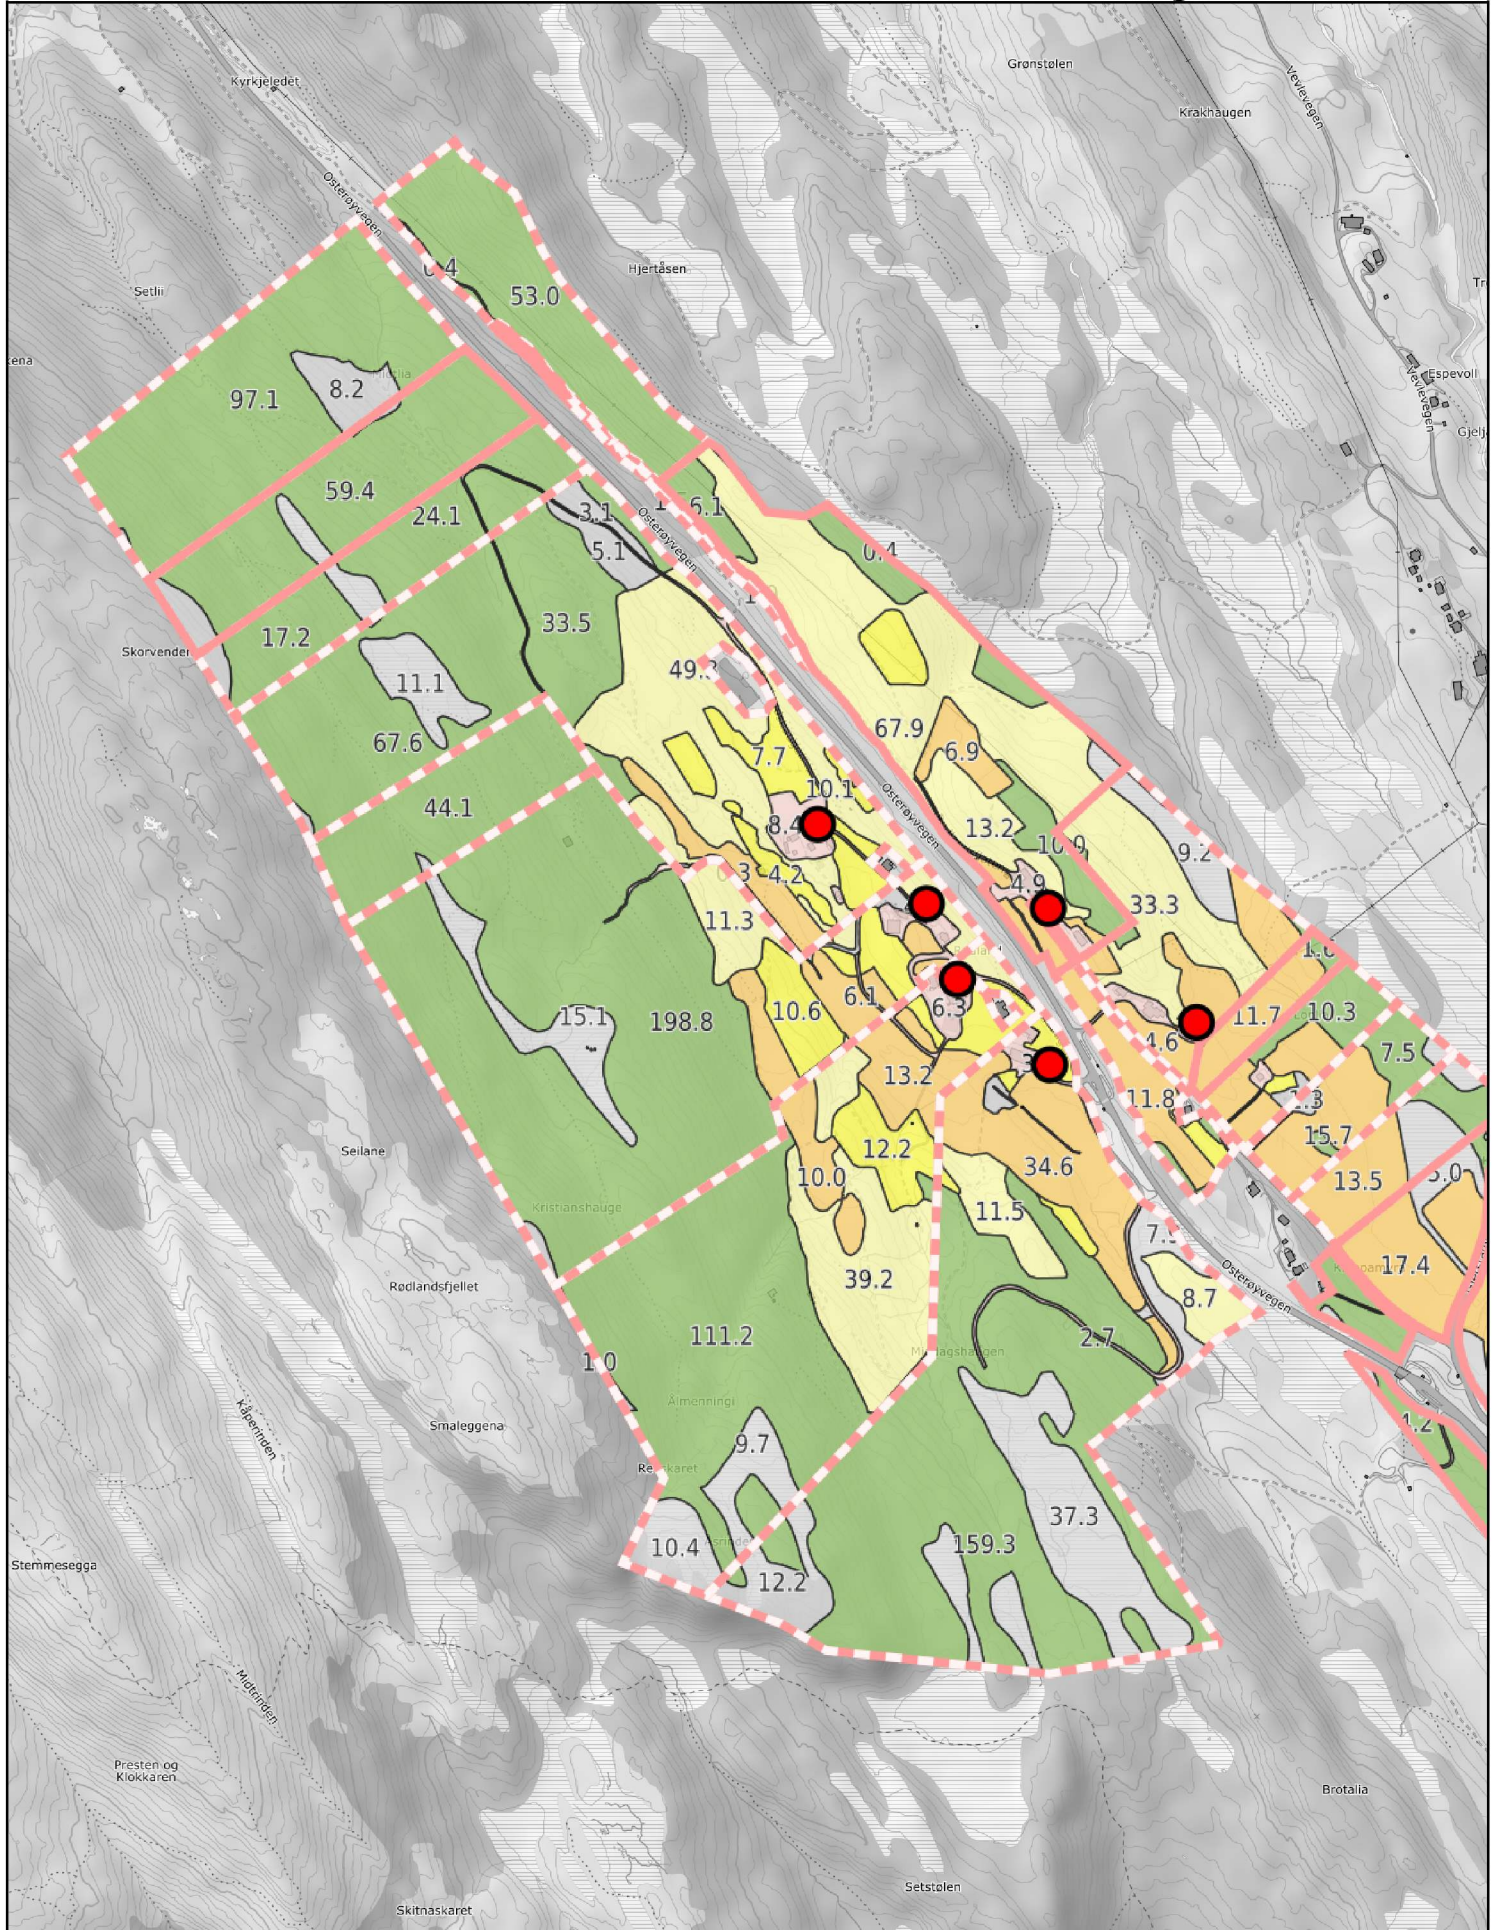 Grønstølen
Kyrkjeledet
Vevlevegen
Krakhaugen
Osterøyvegen
Hjertåsen
53.0
Setlii
Espevoll
97.1
8.2
Vevlevegen
59.4
24.1
3.1
6.1
Osterøyvegen
5.1
0.4
33.5
17.2
11.1
67.6
67.9
6.9
7.7
10.1
44.1
Osterøyvegen
13.2
9.2
8.4
4.2
4.9
33.3
11.3
6.1
10.6
6.3
15.1
198.8
11.7
10.3
7.5
4.6
13.2
11.8
15.7
12.2
34.6
10.0
13.5
Seilane
Kristianshauge
11.5
39.2
17.4
8.7
Osterøyvegen
Rødlandsfjellet
111.2
2.7
1.0
Ålmenningi
Kåperinden
Smaleggena
9.7
37.3
10.4
159.3
12.2
Stemmesegga
Midtrinden
Presten og
Klokkaren
Brotalia
Setstølen
Skitnaskaret